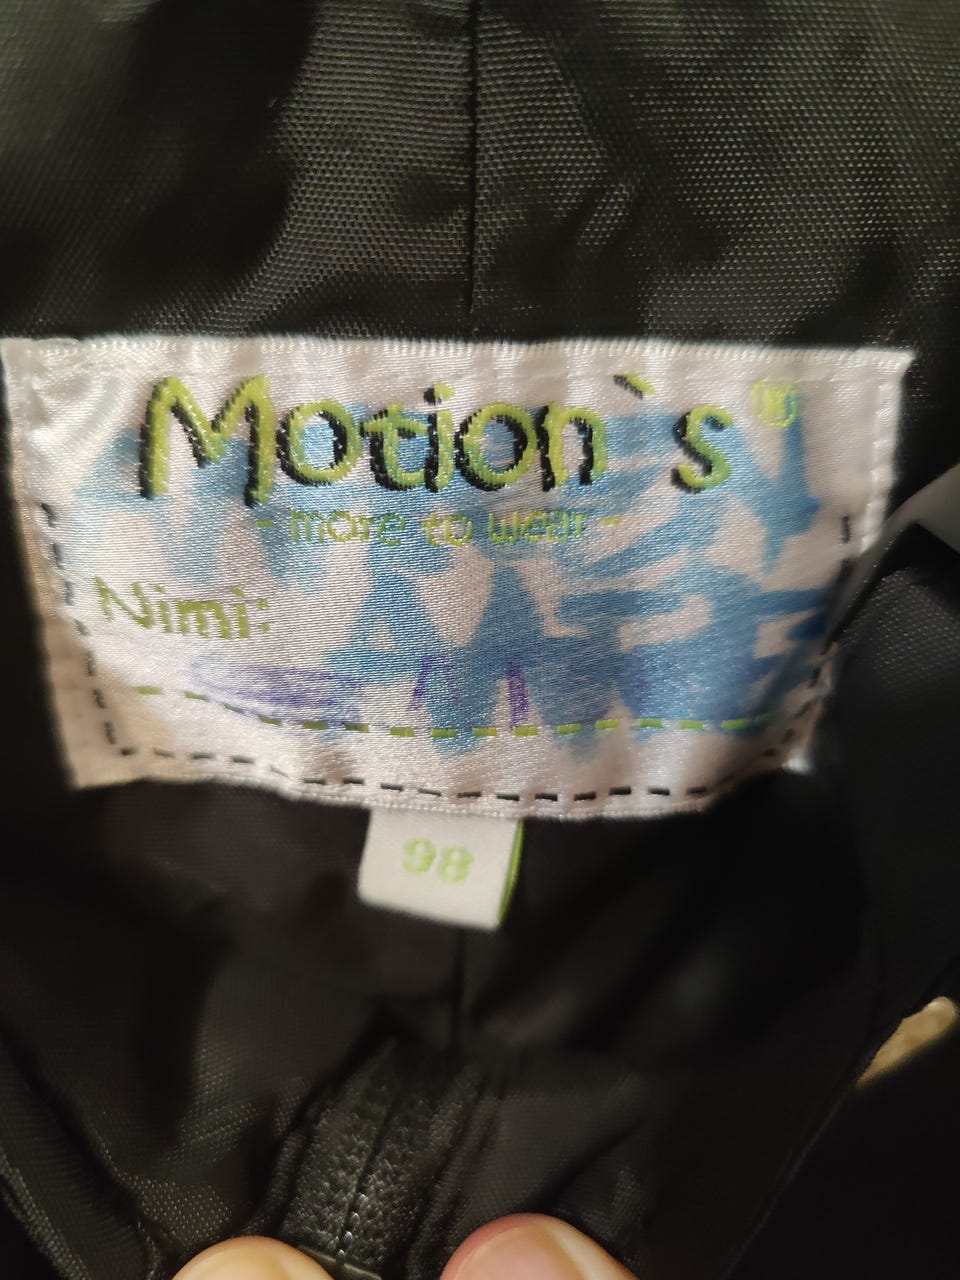 Motion`s®
- more to wear -
Nimi:
98